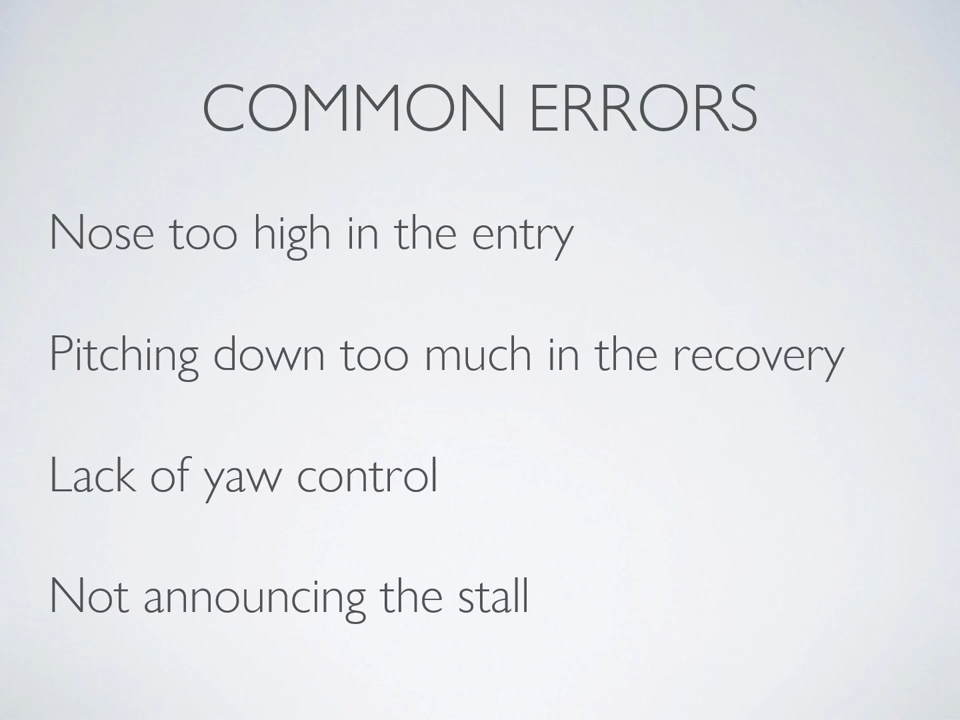 COMMON ERRORS
Nose too high in the entry
Pitching down too much in the recovery
Lack of yaw control
Not announcing the stall